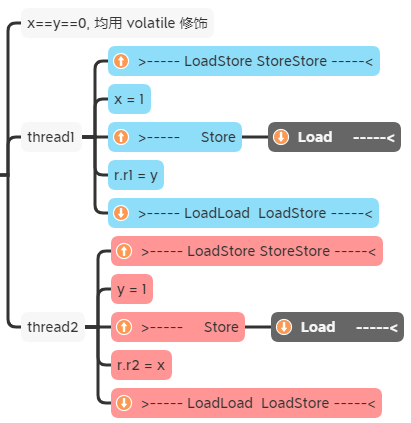 x==y==0, 均用 volatile 修饰
thread1
>----- LoadStore StoreStore -----<
x = 1
>----- Store Load -----<
r.r1 = y
>----- LoadLoad LoadStore -----<
thread2
>----- LoadStore StoreStore -----<
y = 1
>----- Store Load -----<
r.r2 = x
>----- LoadLoad LoadStore -----<